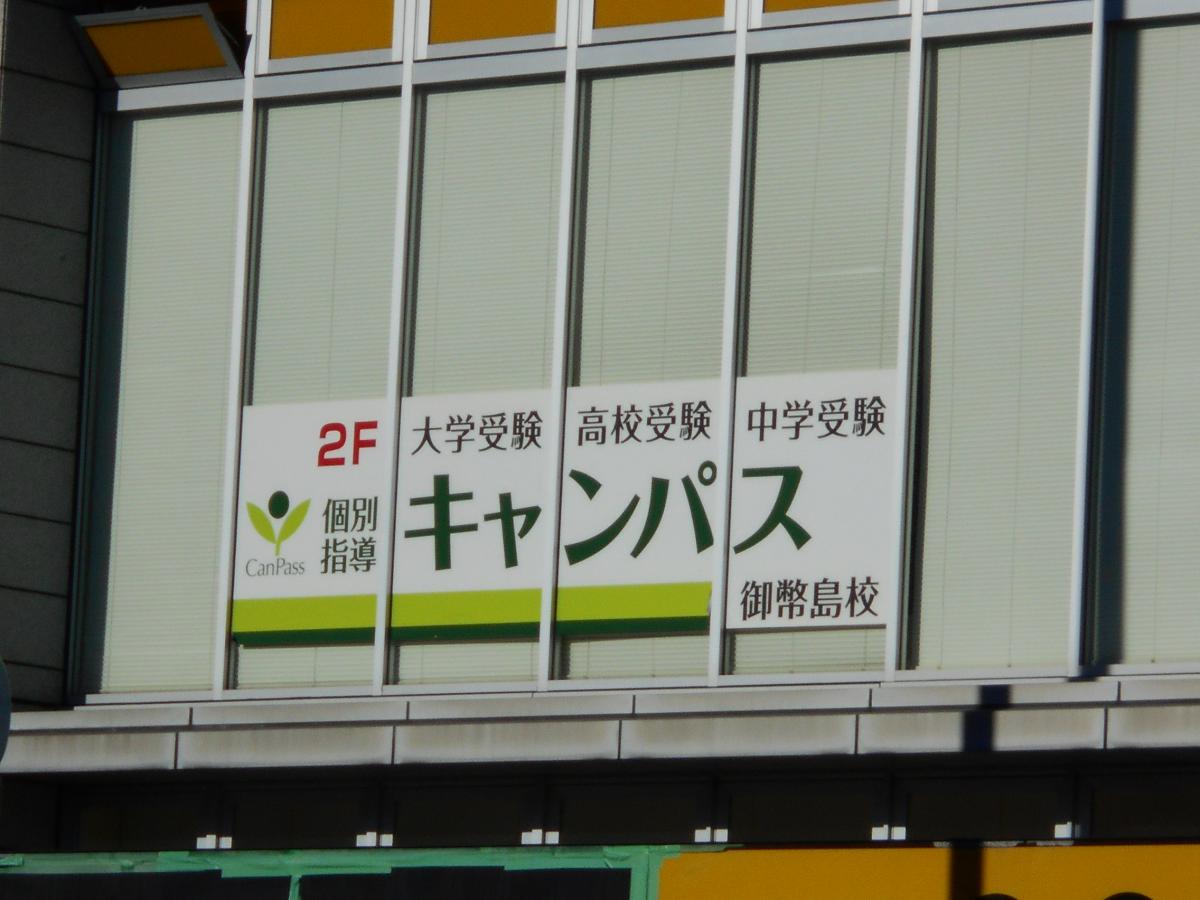 2F
大学受験 高校受験 中学受験
CanPass
個別
指導
キャンパス
御幣島校